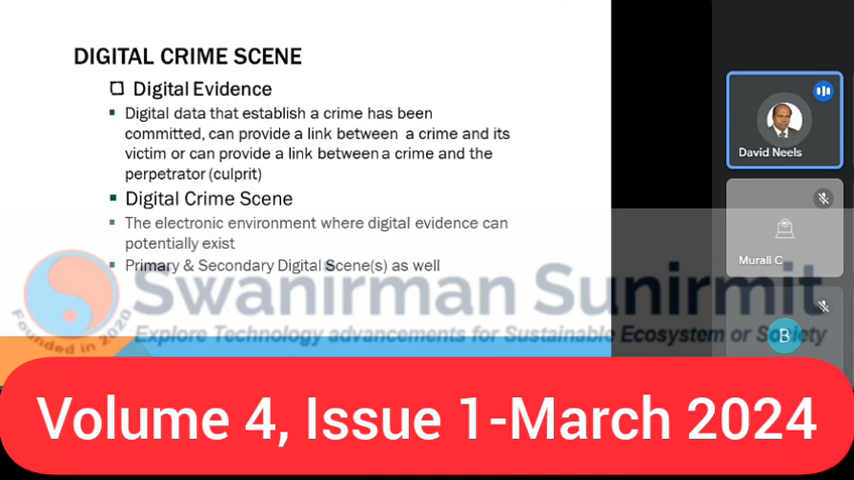 DIGITAL CRIME SCENE
Digital Evidence
Digital data that establish a crime has been
committed, can provide a link between a crime and its
victim or can provide a link between a crime and the
perpetrator (culprit)
Digital Crime Scene
The electronic environment where digital evidence can
potentially exist
Primary & Secondary Digital Scene(s) as well
David Neels
Murali C
B
Swanirman Sunirmit
Explore Technology advancements for Sustainable Ecosystem or Society
Founded in 2020
Volume 4, Issue 1-March 2024